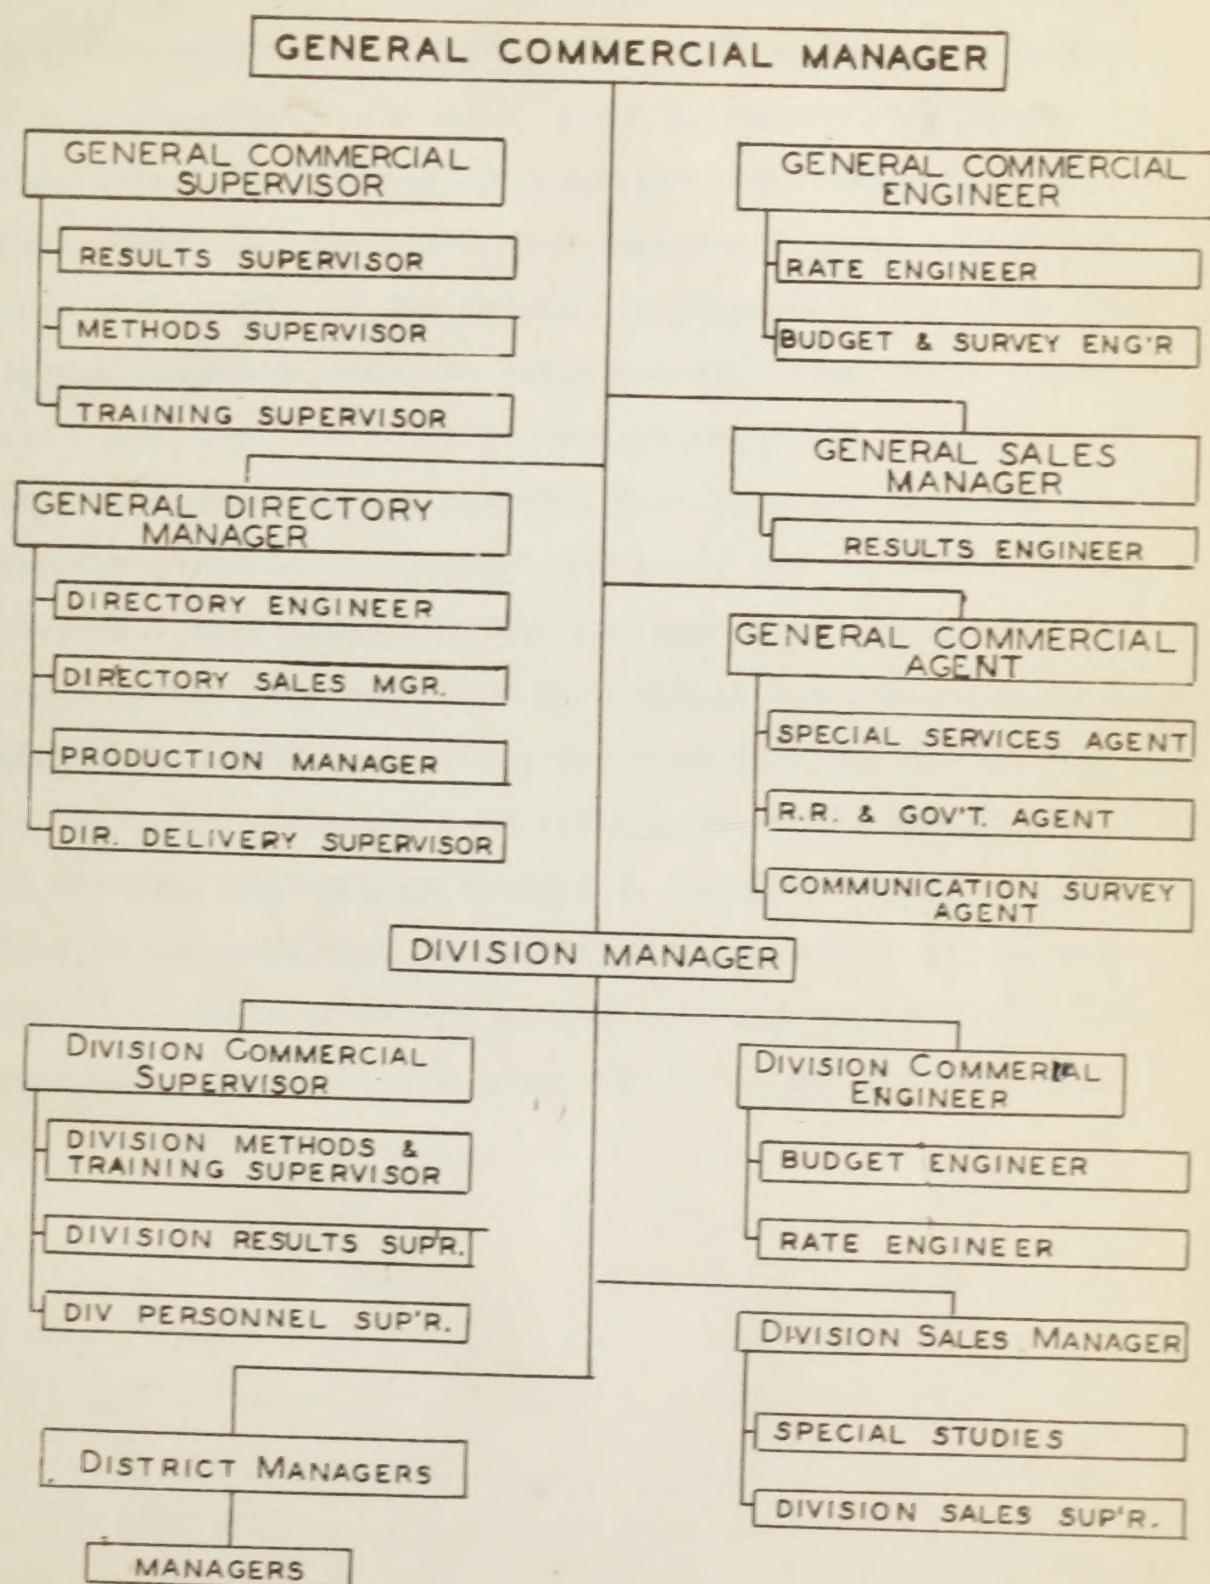 GENERAL COMMERCIAL MANAGER
GENERAL COMMERCIAL
SUPERVISOR
RESULTS SUPERVISOR
METHODS SUPERVISOR
TRAINING SUPERVISOR
GENERAL COMMERCIAL
ENGINEER
RATE ENGINEER
BUDGET & SURVEY ENG'R
GENERAL SALES
MANAGER
RESULTS ENGINEER
GENERAL DIRECTORY
MANAGER
DIRECTORY ENGINEER
DIRECTORY SALES MGR.
PRODUCTION MANAGER
DIR. DELIVERY SUPERVISOR
GENERAL COMMERCIAL
AGENT
SPECIAL SERVICES AGENT
R.R. & GOV'T. AGENT
COMMUNICATION SURVEY
AGENT
DIVISION MANAGER
DIVISION COMMERCIAL
SUPERVISOR
DIVISION METHODS &
TRAINING SUPERVISOR
DIVISION RESULTS SUP'R.
DIV PERSONNEL SUP'R.
DIVISION COMMERCIAL
ENGINEER
BUDGET ENGINEER
RATE ENGINEER
DIVISION SALES MANAGER
SPECIAL STUDIES
DIVISION SALES SUP'R.
DISTRICT MANAGERS
MANAGERS